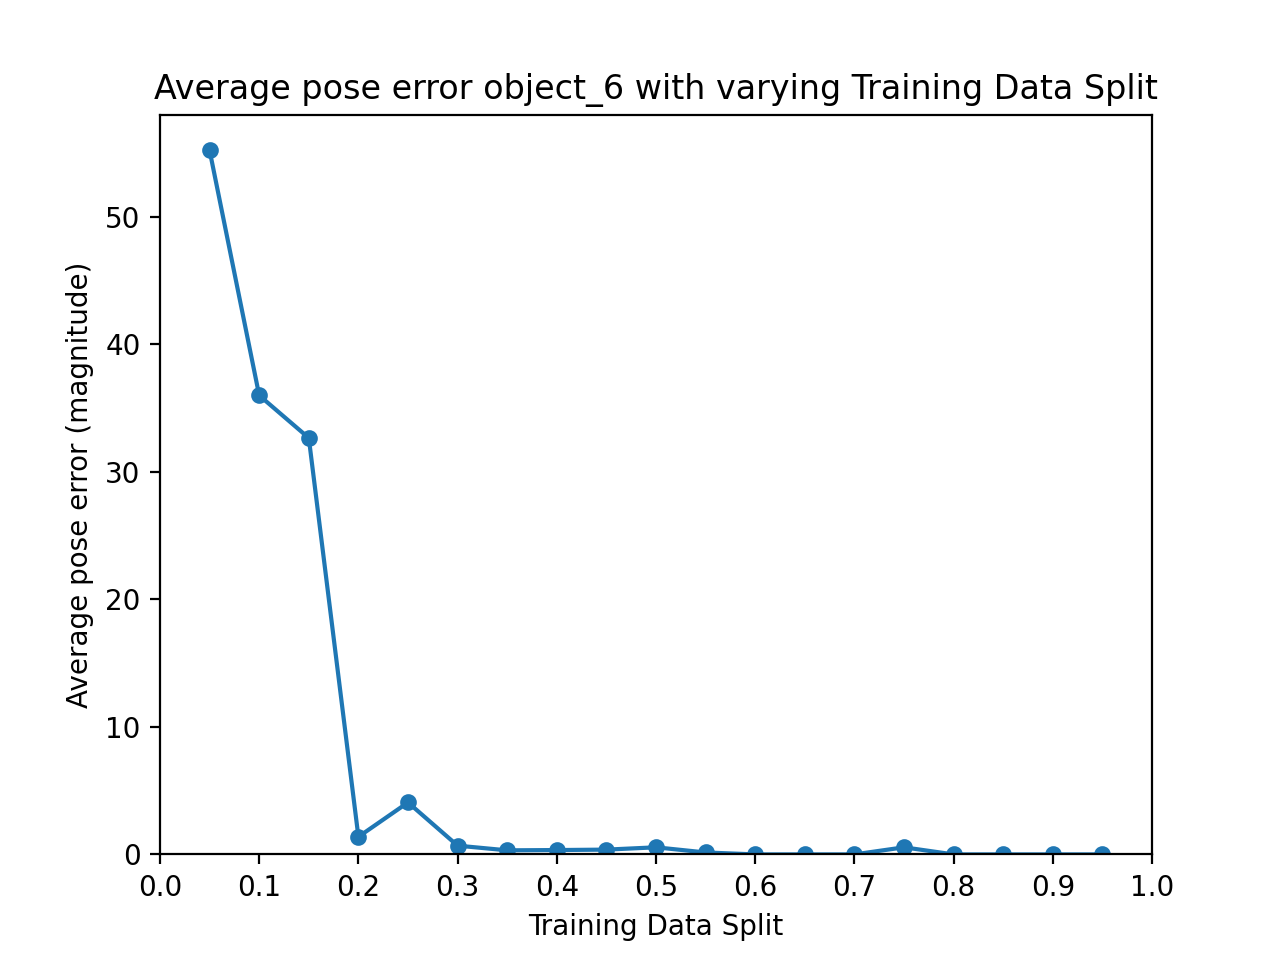 Average pose error object_6 with varying Training Data Split
Average pose error (magnitude)
50
40
30
20
10
0
0.0 0.1 0.2 0.3 0.4 0.5 0.6 0.7 0.8 0.9 1.0
Training Data Split